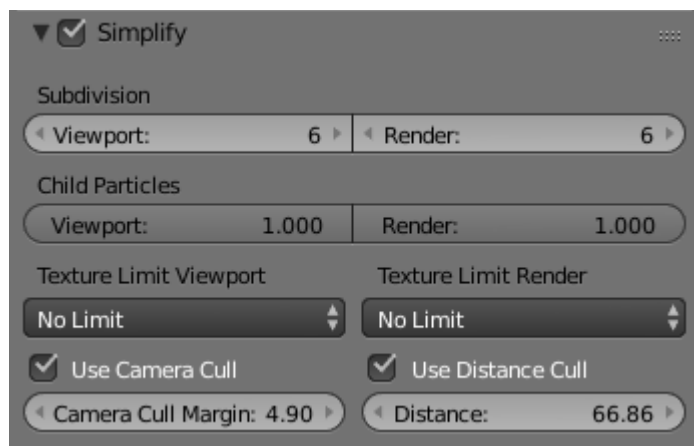 Simplify
Subdivision
Viewport: 6 Render: 6
Child Particles
Viewport: 1.000 Render: 1.000
Texture Limit Viewport Texture Limit Render
No Limit No Limit
Use Camera Cull Use Distance Cull
Camera Cull Margin: 4.90 Distance: 66.86